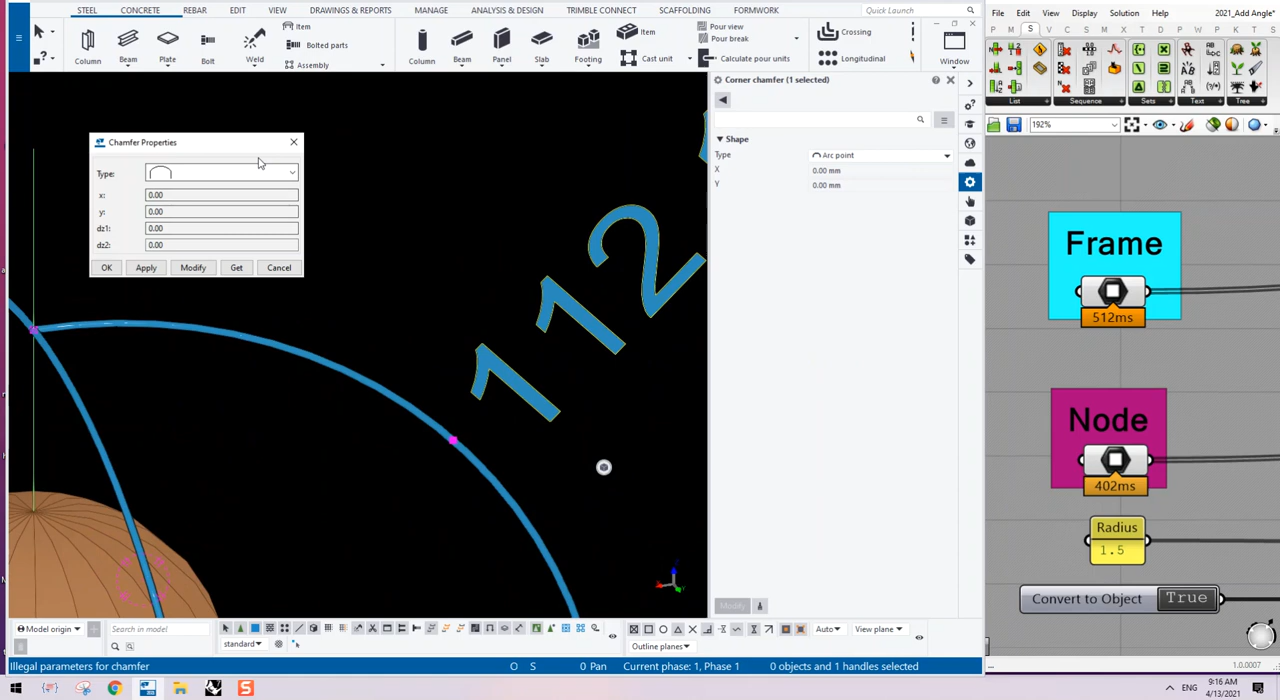 STEEL CONCRETE REBAR EDIT VIEW DRAWINGS & REPORTS MANAGE ANALYSIS & DESIGN TRIMBLE CONNECT SCAFFOLDING FORMWORK Quick Launch
Column Beam Plate Bolt Weld
Item
Bolted parts
Assembly
Column Beam Panel Slab Footing
Item
Cast unit
Pour view
Pour break
Calculate pour units
Crossing
Longitudinal
Window
Chamfer Properties
Type:
x: 0.00
y: 0.00
dz1: 0.00
dz2: 0.00
OK Apply Modify Get Cancel
112
Corner chamfer (1 selected)
Shape
Type Arc point
X 0.00 mm
Y 0.00 mm
Modify
Model origin
Search in model
standard
Auto
View plane
Outline planes
Illegal parameters for chamfer
O S 0 Pan Current phase: 1, Phase 1 0 objects and 1 handles selected
File Edit View Display Solution Help 2021_Add Angle*
P M S V C S M I D T
List Sequence Sets Text Tree
192%
Frame
512ms
Node
402ms
Radius
1.5
Convert to Object True
1.0.0007
ENG
9:16 AM
4/13/2021